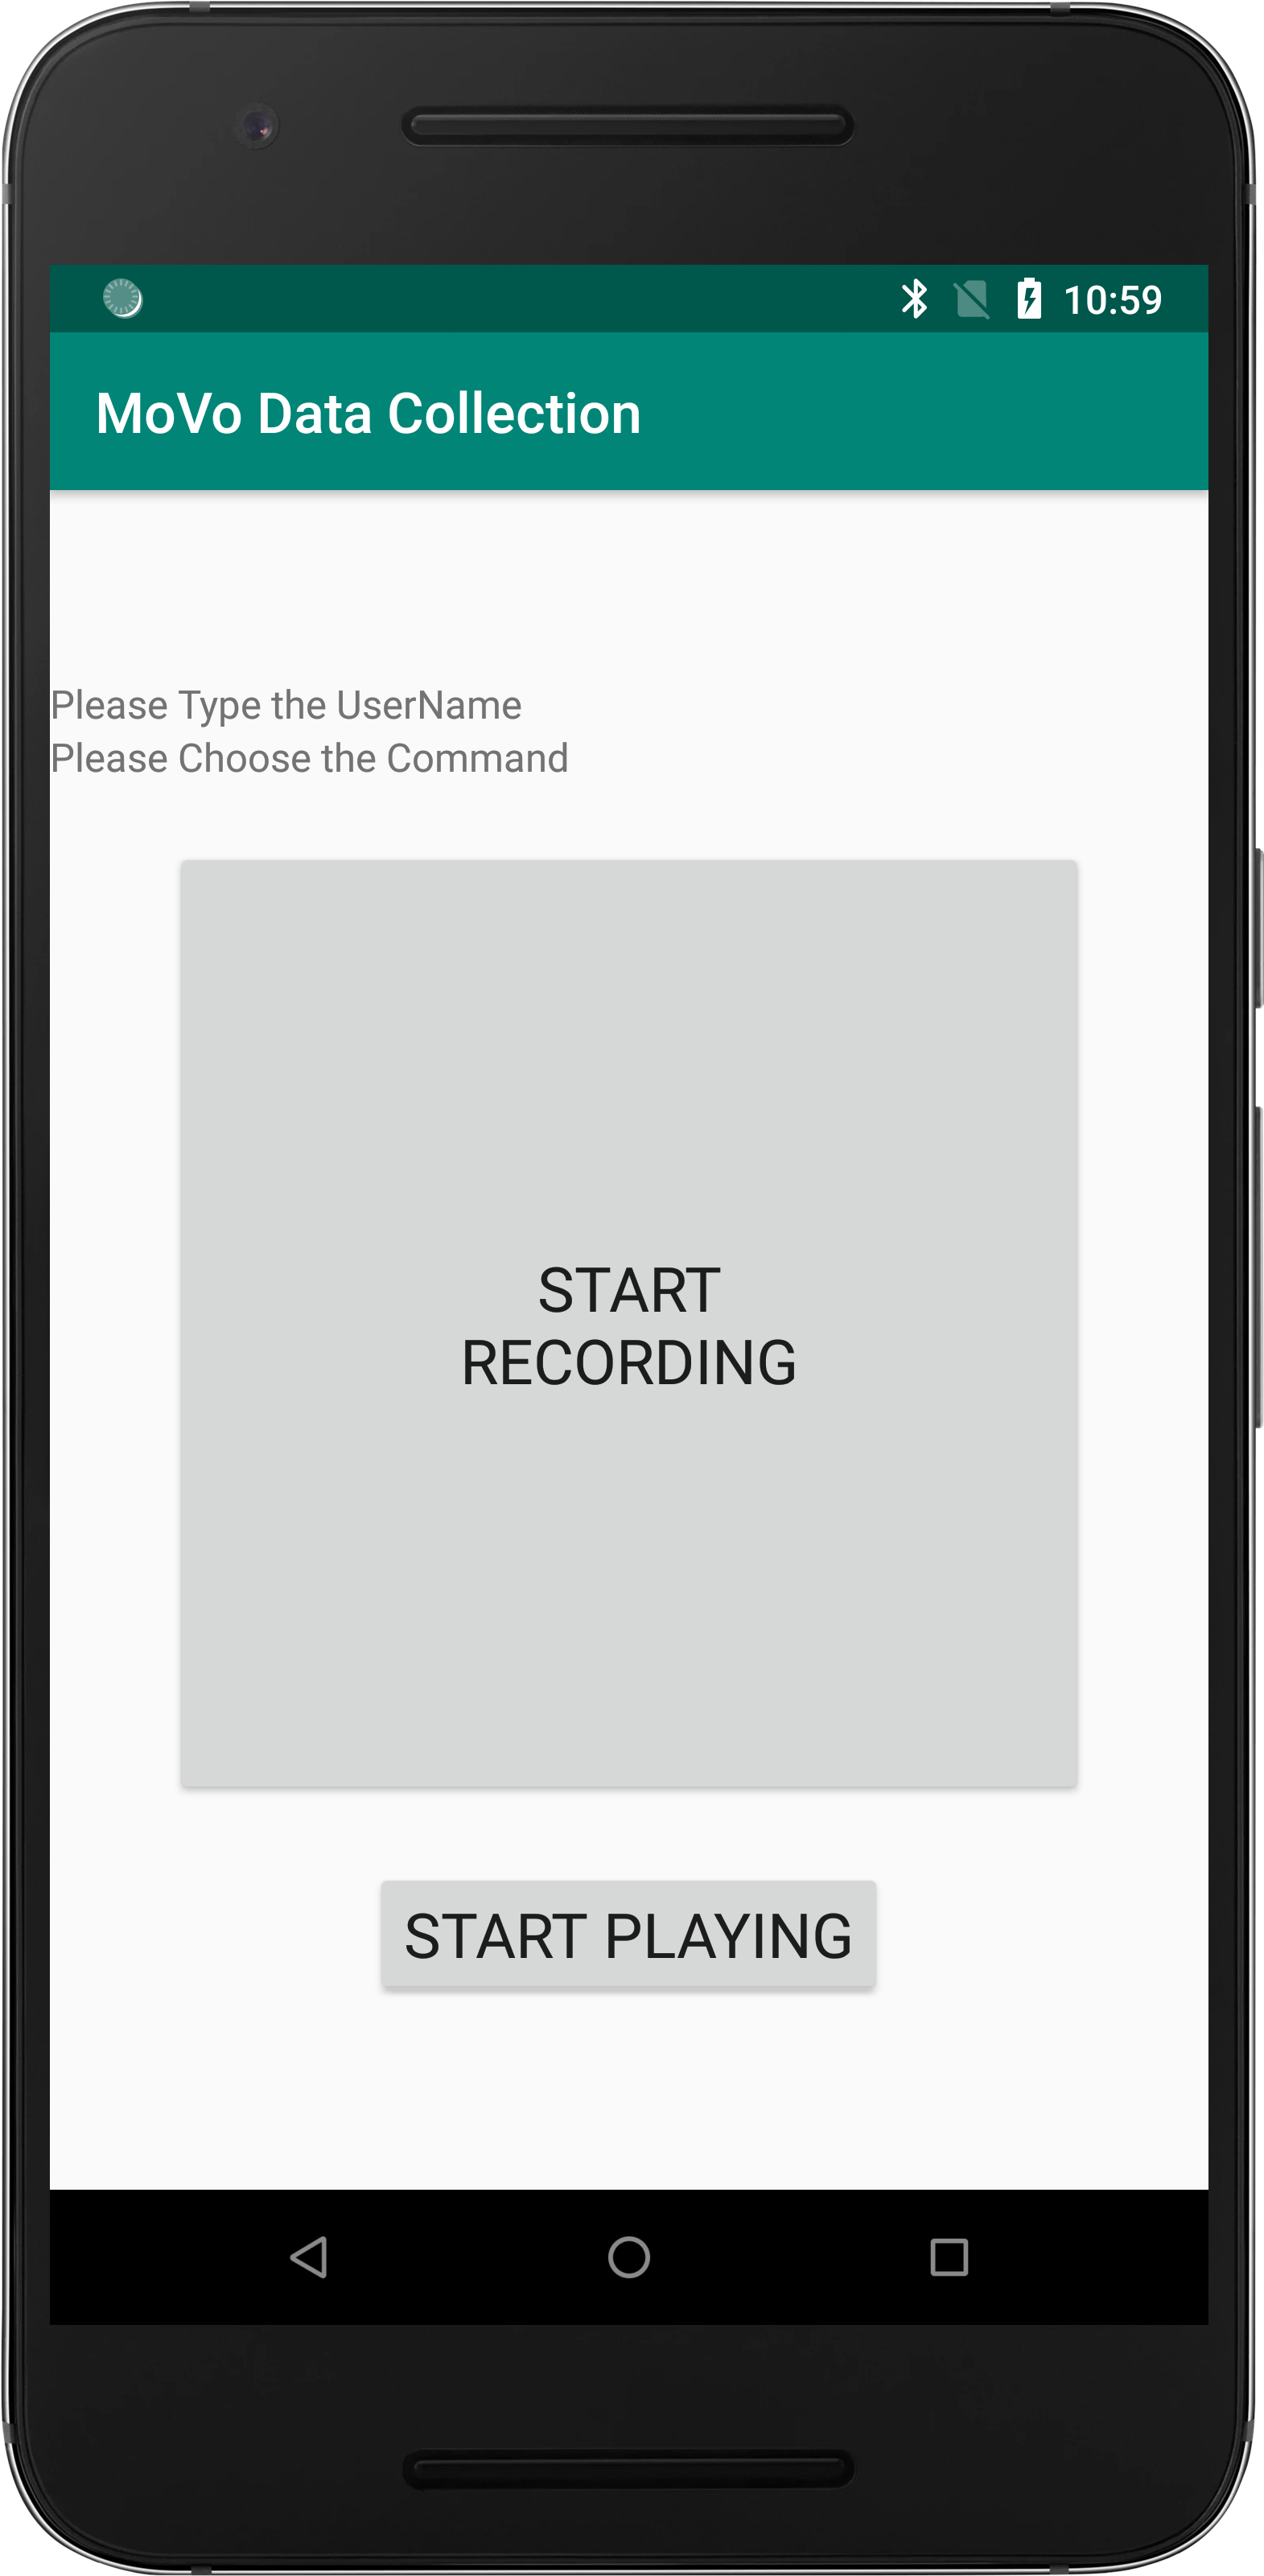 10:59
MoVo Data Collection
Please Type the UserName
Please Choose the Command
START
RECORDING
START PLAYING